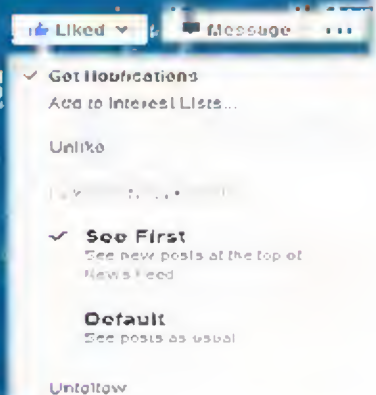 Liked
Message
Get Notifications
Add to Interest Lists...
Unlike
See First
See new posts at the top of
News Feed
Default
See posts as usual
Unfollow